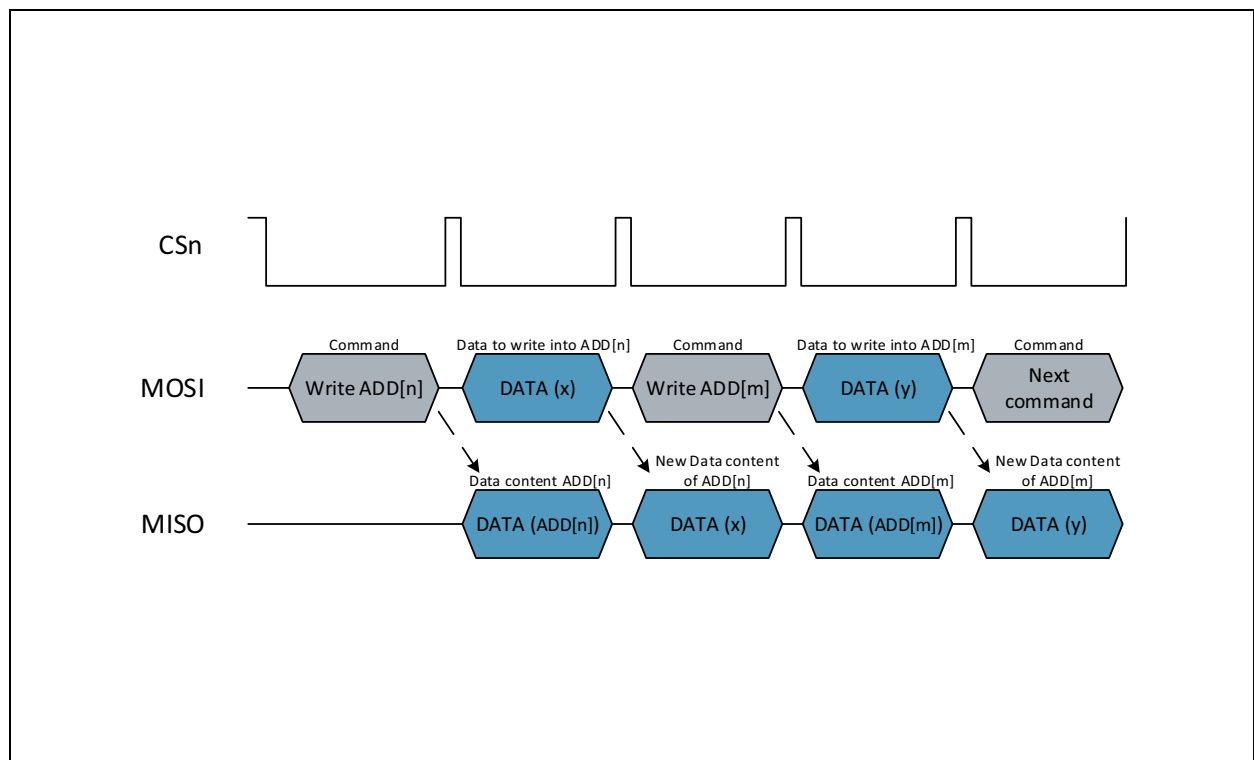 CSn
Command
Data to write into ADD[n]
Command
Data to write into ADD[m]
Command
MOSI
Write ADD[n]
DATA (x)
Write ADD[m]
DATA (y)
Next
command
Data content ADD[n]
New Data content
of ADD[n]
Data content ADD[m]
New Data content
of ADD[m]
MISO
DATA (ADD[n])
DATA (x)
DATA (ADD[m])
DATA (y)